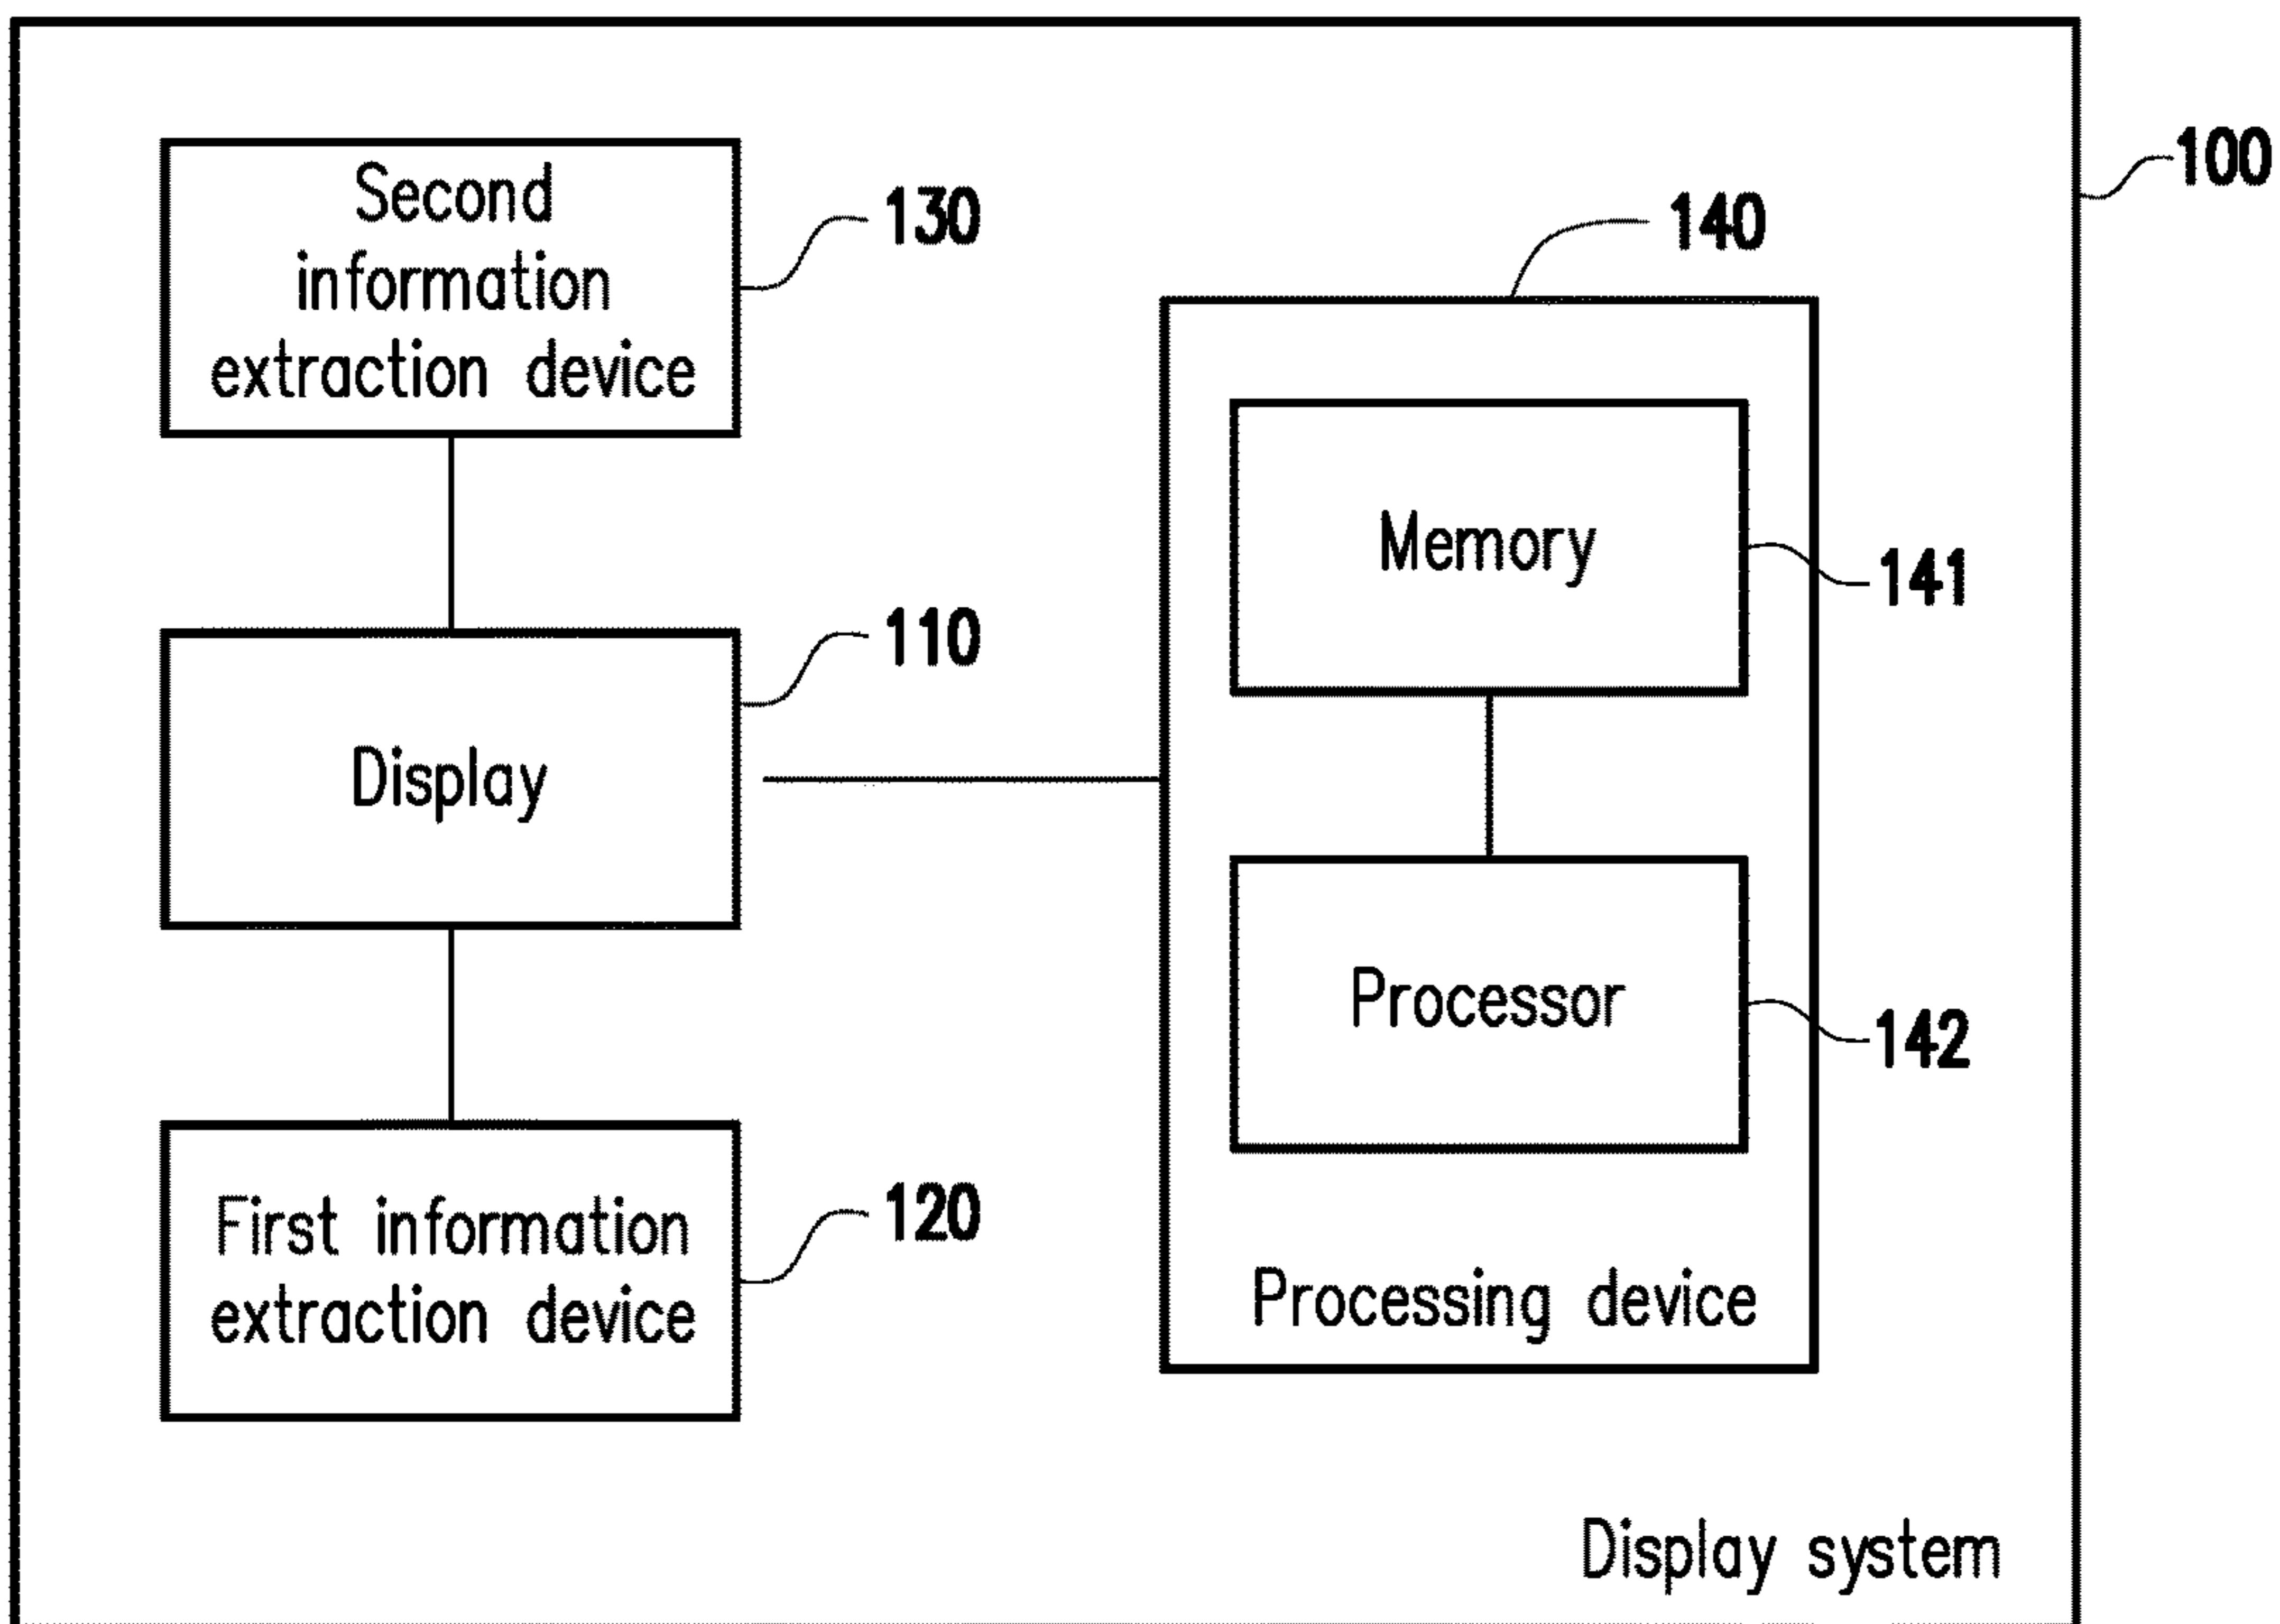 100
Second
information
extraction device
130
140
Memory
141
110
Display
Processor
142
First information
extraction device
120
Processing device
Display system